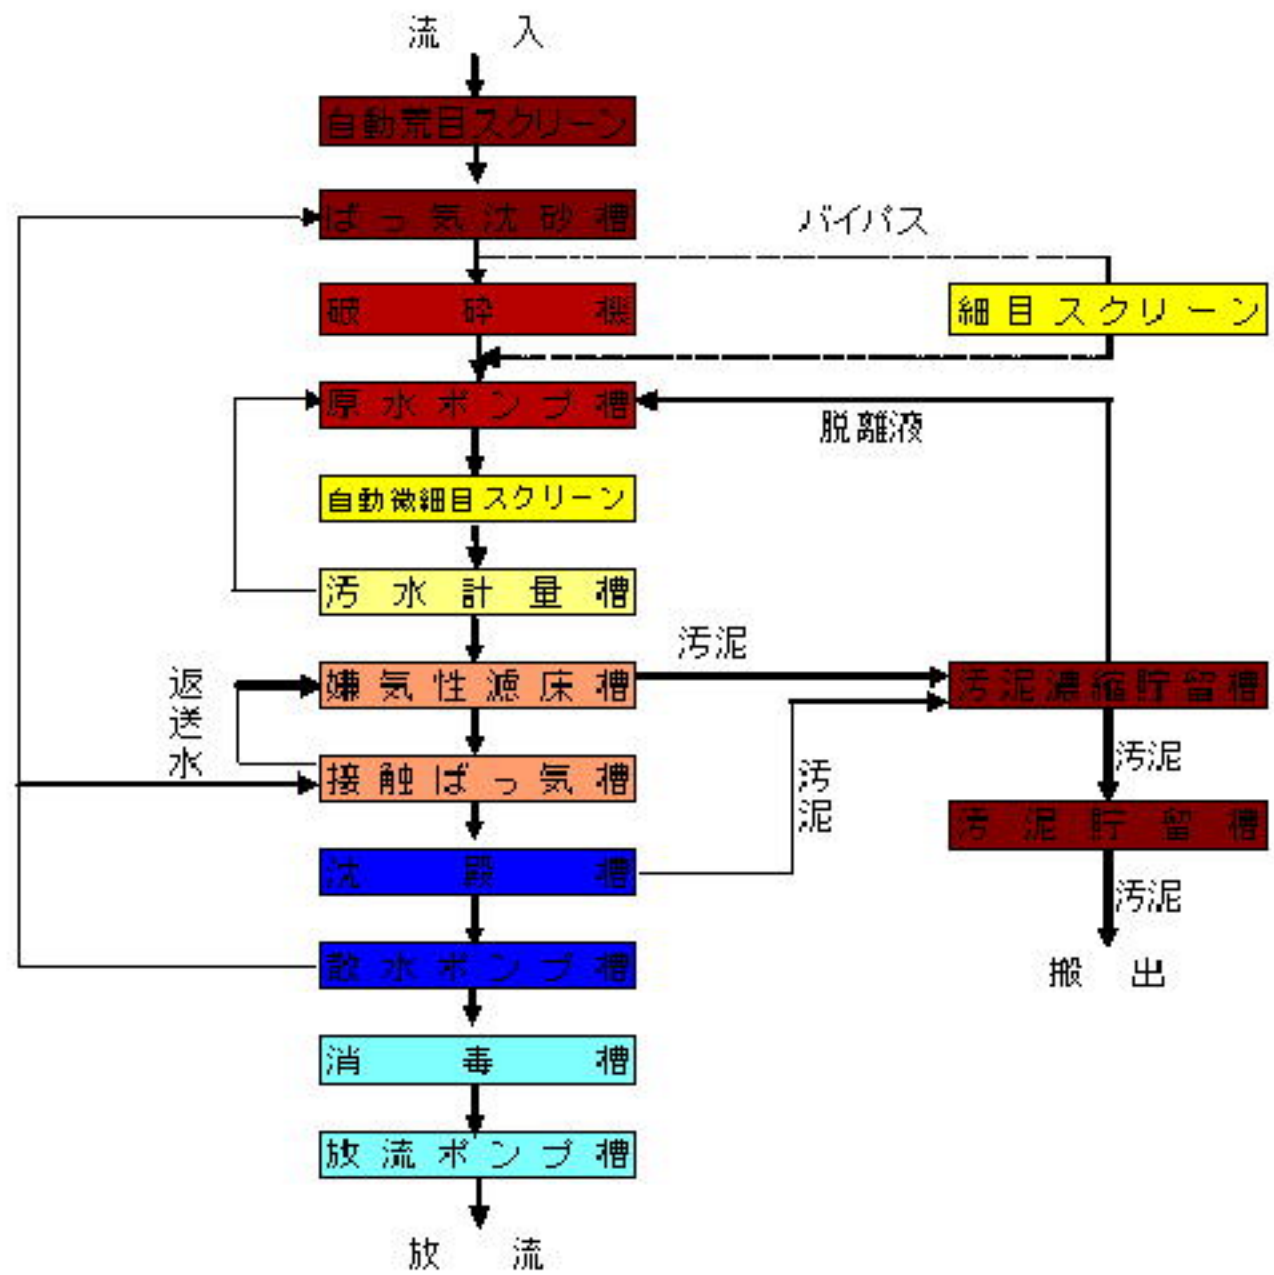 流入
自動荒目スクリーン
ばっ気沈砂槽
バイパス
破砕機
細目スクリーン
原水ポンプ槽
脱離液
自動微細目スクリーン
汚水計量槽
汚泥
嫌気性濾床槽
汚泥濃縮貯留槽
返送水
接触ばっ気槽
汚泥
汚泥
汚泥貯留槽
沈殿槽
汚泥
散水ポンプ槽
搬出
消毒槽
放流ポンプ槽
放流